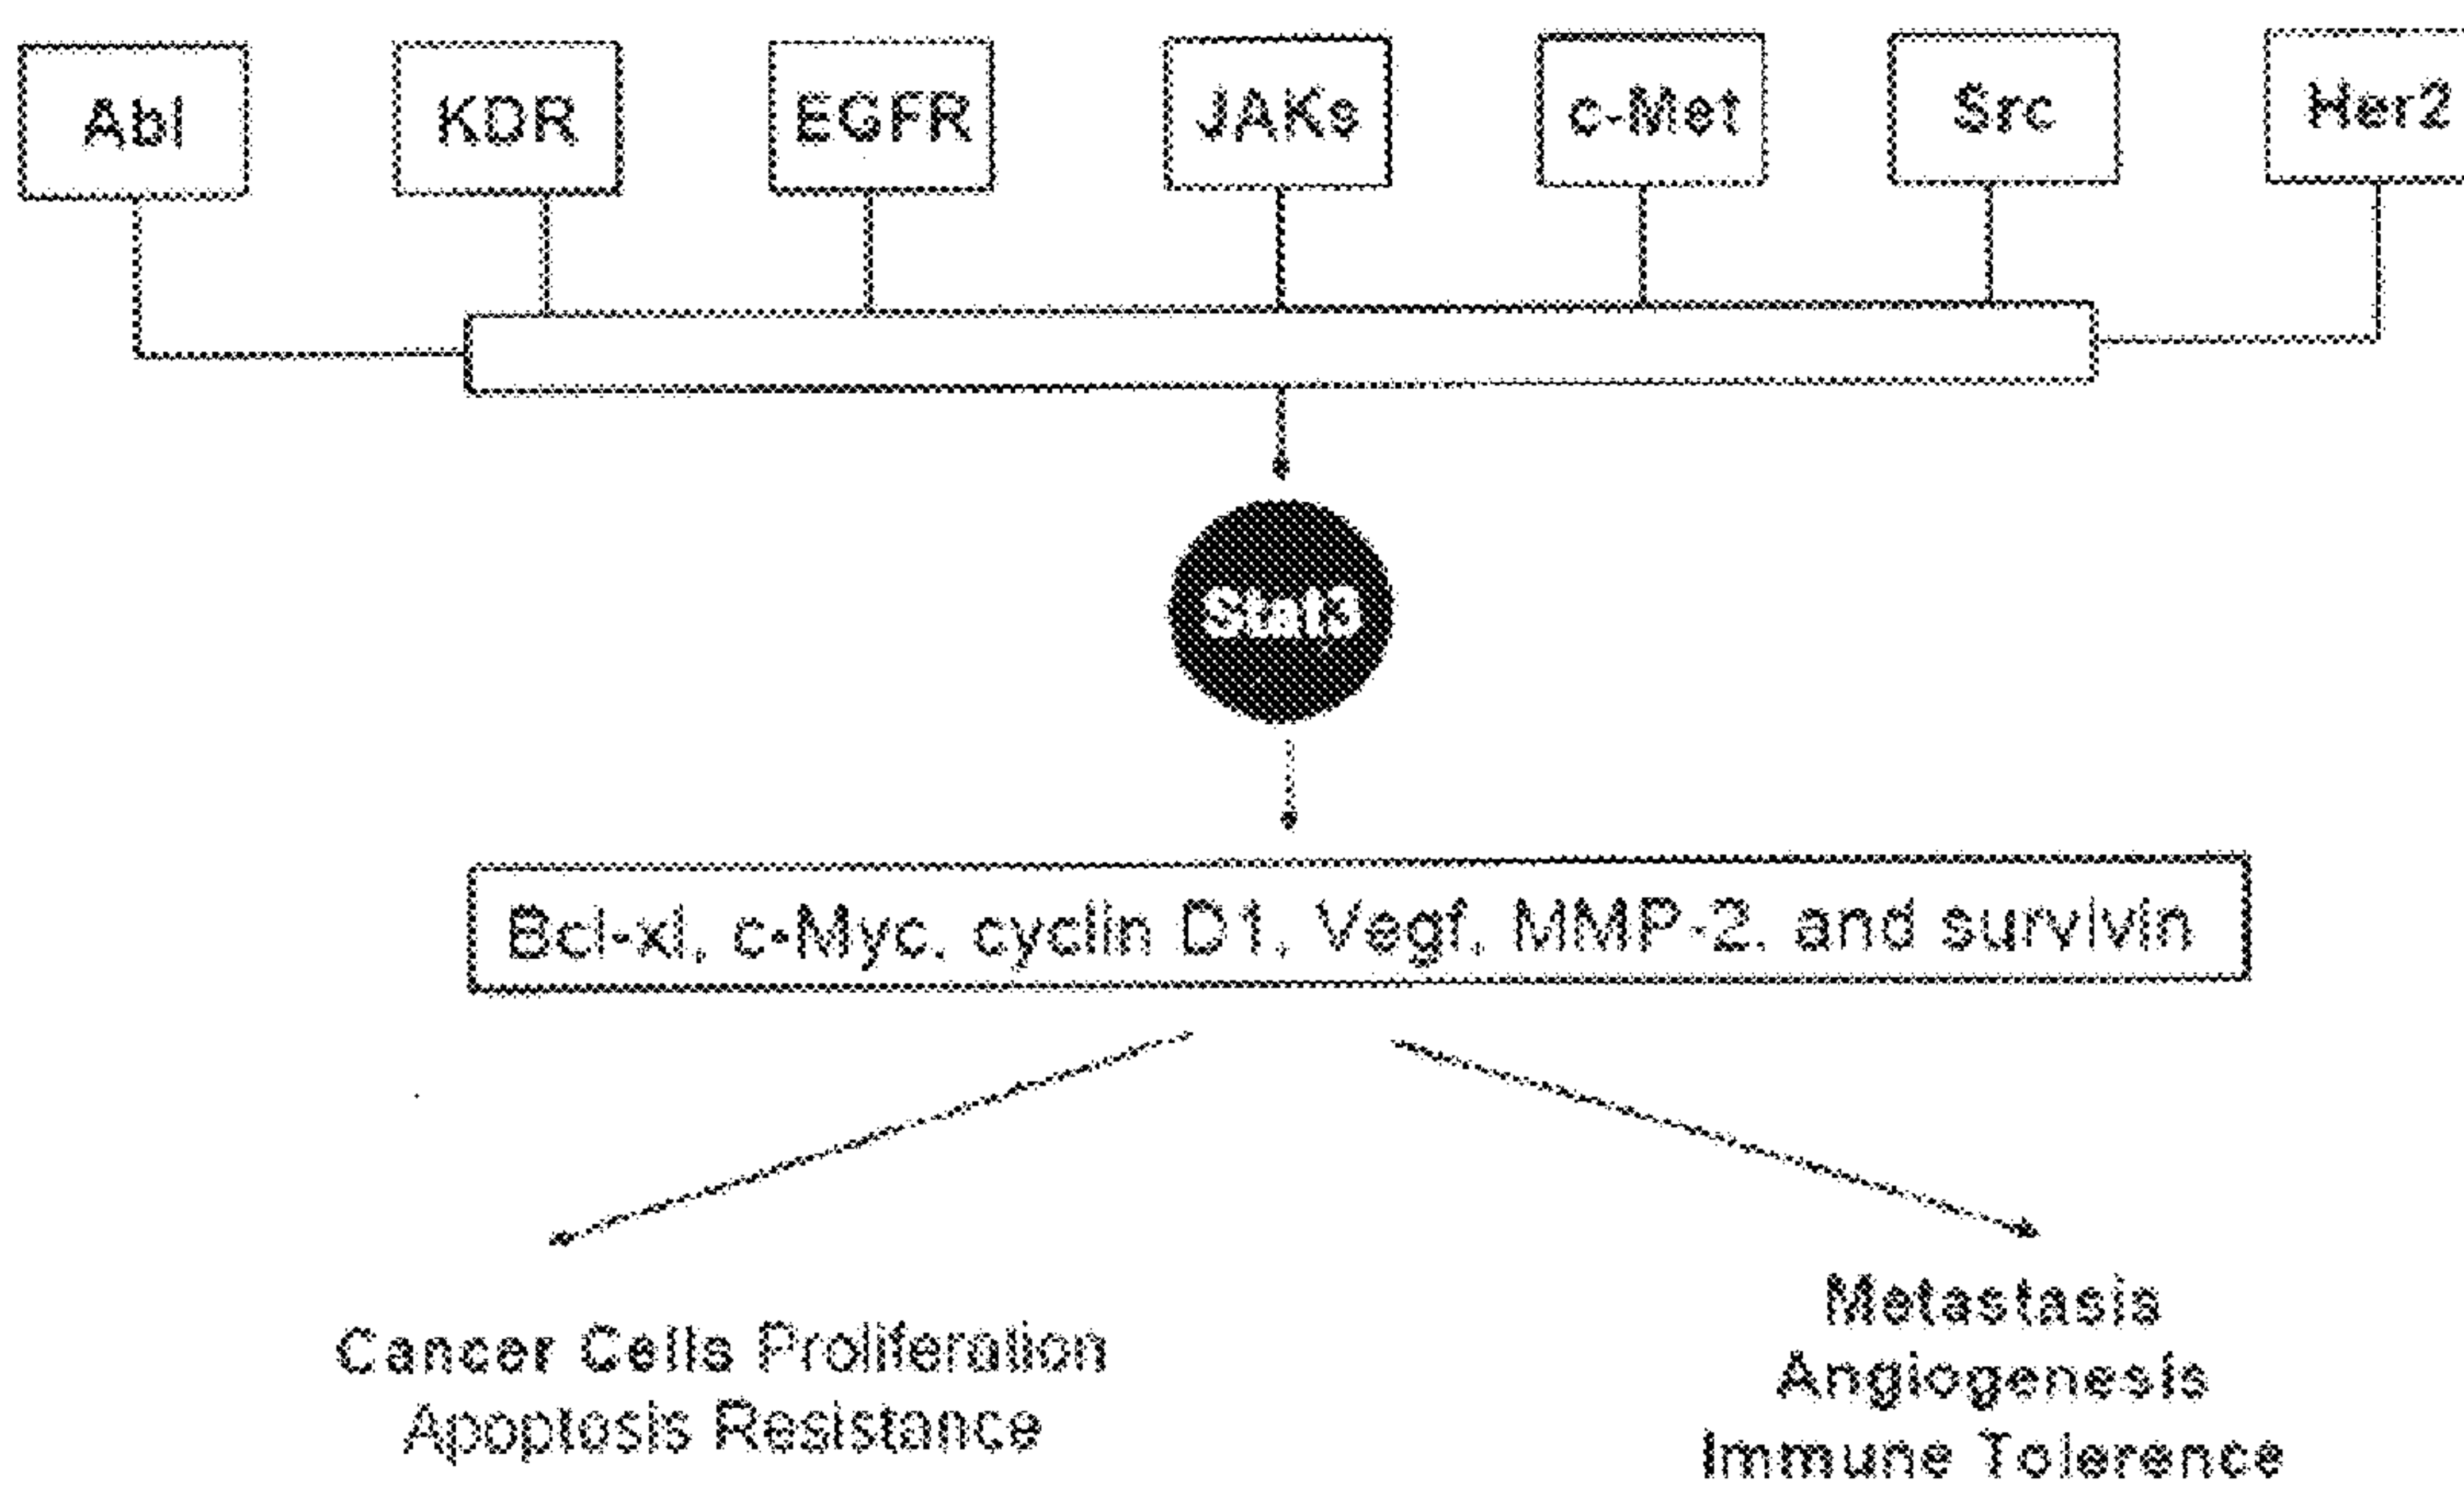 Abl KDR EGFR JAKs c-Met Src Her2
Stat3
Bcl-xl, c-Myc, cyclin D1, Vegf, MMP-2, and survivin
Cancer Cells Proliferation
Apoptosis Resistance
Metastasis
Angiogenesis
Immune Tolerence